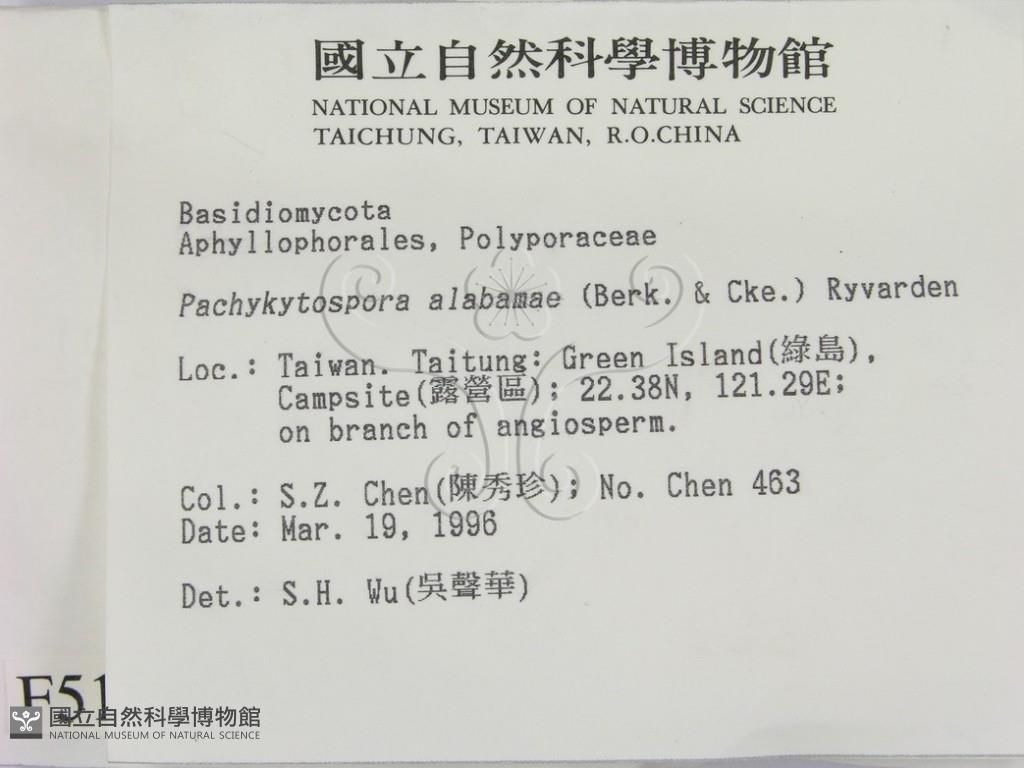 國立自然科學博物館
NATIONAL MUSEUM OF NATURAL SCIENCE
TAICHUNG, TAIWAN, R.O.CHINA
Basidiomycota
Aphyllophorales, Polyporaceae
Pachykytospora alabamae (Berk. & Cke.) Ryvarden
Loc.: Taiwan. Taitung: Green Island(綠島),
Campsite(露營區); 22.38N, 121.29E;
on branch of angiosperm.
Col.: S.Z. Chen(陳秀珍); No. Chen 463
Date: Mar. 19, 1996
Det.: S.H. Wu(吳聲華)
F51
國立自然科學博物館
NATIONAL MUSEUM OF NATURAL SCIENCE